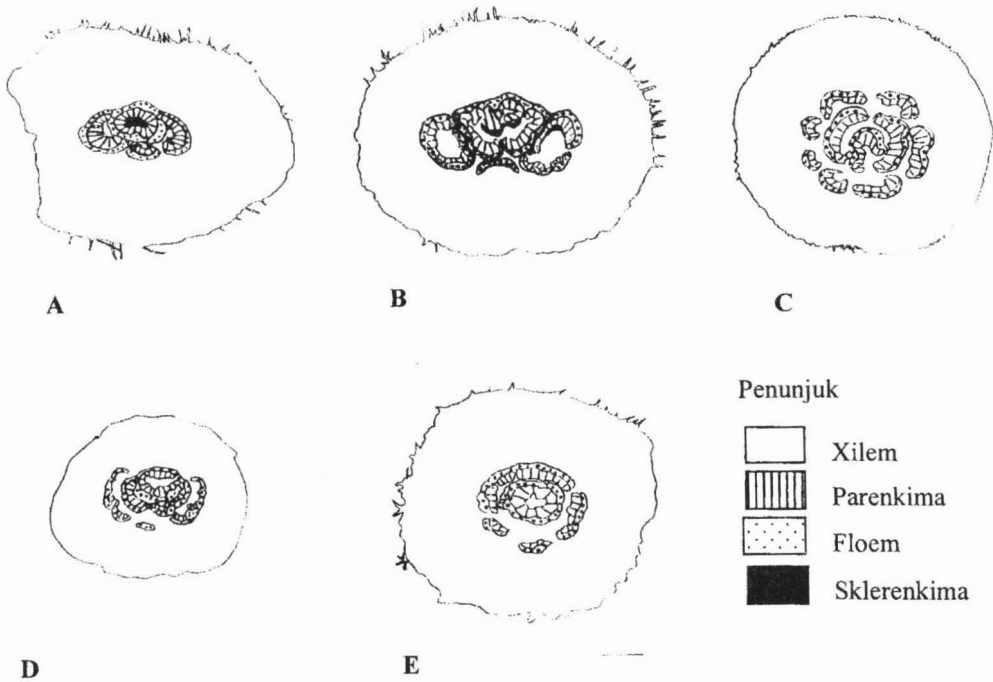 A
B
C
D
E
Penunjuk
Xilem
Parenkima
Floem
Sklerenkima